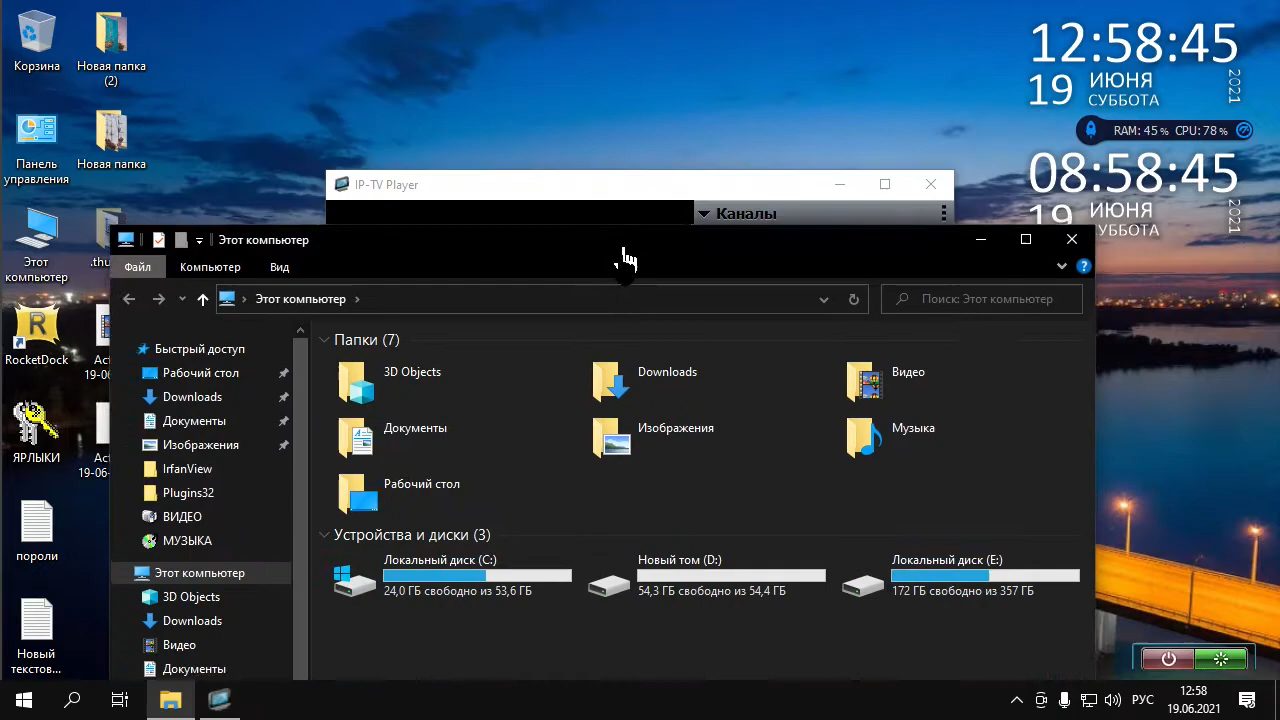 Корзина
Новая папка
(2)
Панель
управления
Новая папка
Этот
компьютер
.thu
RocketDock
Act
19-06-
ЯРЛЫКИ
Act
19-06-
пороли
Новый
текстов...
12:58:45
19
ИЮНЯ
СУББОТА
2021
RAM: 45 % CPU: 78 %
08:58:45
19
ИЮНЯ
СУББОТА
2021
IP-TV Player
Каналы
Этот компьютер
Файл
Компьютер
Вид
Этот компьютер
Поиск: Этот компьютер
Быстрый доступ
Рабочий стол
Downloads
Документы
Изображения
IrfanView
Plugins32
ВИДЕО
МУЗЫКА
Этот компьютер
3D Objects
Downloads
Видео
Документы
Папки (7)
3D Objects
Downloads
Видео
Документы
Изображения
Музыка
Рабочий стол
Устройства и диски (3)
Локальный диск (C:)
24,0 ГБ свободно из 53,6 ГБ
Новый том (D:)
54,3 ГБ свободно из 54,4 ГБ
Локальный диск (E:)
172 ГБ свободно из 357 ГБ
РУС
12:58
19.06.2021